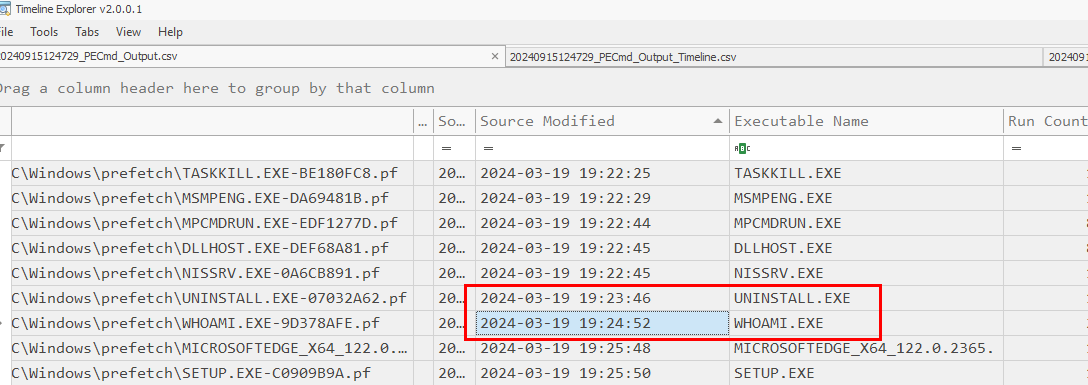 Timeline Explorer v2.0.0.1
File Tools Tabs View Help
20240915124729_PECmd_Output.csv × 20240915124729_PECmd_Output_Timeline.csv 2024091
Drag a column header here to group by that column
... So... Source Modified Executable Name Run Count
= = ABC =
C\Windows\prefetch\TASKKILL.EXE-BE180FC8.pf 20... 2024-03-19 19:22:25 TASKKILL.EXE
C\Windows\prefetch\MSMPENG.EXE-DA69481B.pf 20... 2024-03-19 19:22:29 MSMPENG.EXE
C\Windows\prefetch\MPCMDRUN.EXE-EDF1277D.pf 20... 2024-03-19 19:22:44 MPCMDRUN.EXE
C\Windows\prefetch\DLLHOST.EXE-DEF68A81.pf 20... 2024-03-19 19:22:45 DLLHOST.EXE
C\Windows\prefetch\NISSRV.EXE-0A6CB891.pf 20... 2024-03-19 19:22:45 NISSRV.EXE
C\Windows\prefetch\UNINSTALL.EXE-07032A62.pf 20... 2024-03-19 19:23:46 UNINSTALL.EXE
C\Windows\prefetch\WHOAMI.EXE-9D378AFE.pf 20... 2024-03-19 19:24:52 WHOAMI.EXE
C\Windows\prefetch\MICROSOFTEDGE_X64_122.0.... 20... 2024-03-19 19:25:48 MICROSOFTEDGE_X64_122.0.2365.
C\Windows\prefetch\SETUP.EXE-C0909B9A.pf 20... 2024-03-19 19:25:50 SETUP.EXE